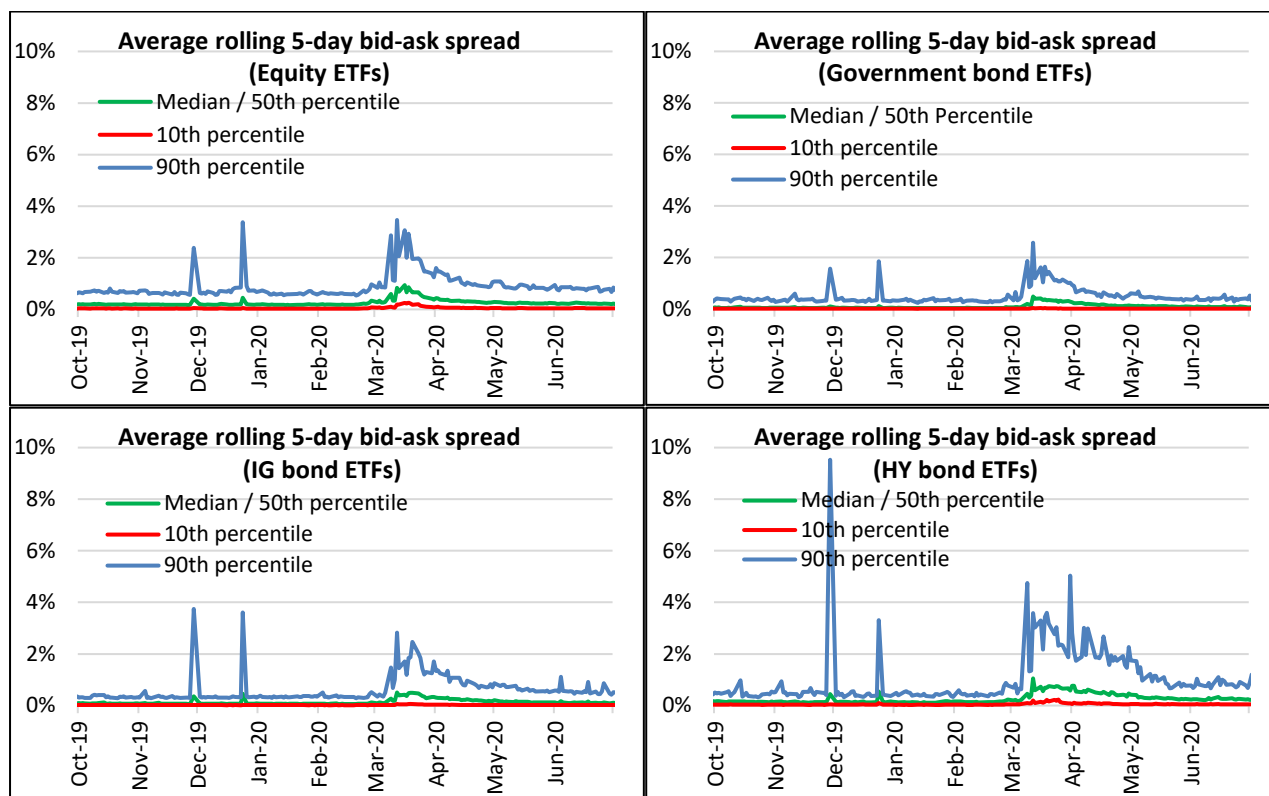 Average rolling 5-day bid-ask spread
(Equity ETFs)
10%
8%
6%
4%
2%
0%
Median / 50th percentile
10th percentile
90th percentile
Oct-19
Nov-19
Dec-19
Jan-20
Feb-20
Mar-20
Apr-20
May-20
Jun-20
Average rolling 5-day bid-ask spread
(Government bond ETFs)
10%
8%
6%
4%
2%
0%
Median / 50th Percentile
10th percentile
90th percentile
Oct-19
Nov-19
Dec-19
Jan-20
Feb-20
Mar-20
Apr-20
May-20
Jun-20
Average rolling 5-day bid-ask spread
(IG bond ETFs)
10%
8%
6%
4%
2%
0%
Median / 50th percentile
10th percentile
90th percentile
Oct-19
Nov-19
Dec-19
Jan-20
Feb-20
Mar-20
Apr-20
May-20
Jun-20
Average rolling 5-day bid-ask spread
(HY bond ETFs)
10%
8%
6%
4%
2%
0%
Median / 50th percentile
10th percentile
90th percentile
Oct-19
Nov-19
Dec-19
Jan-20
Feb-20
Mar-20
Apr-20
May-20
Jun-20